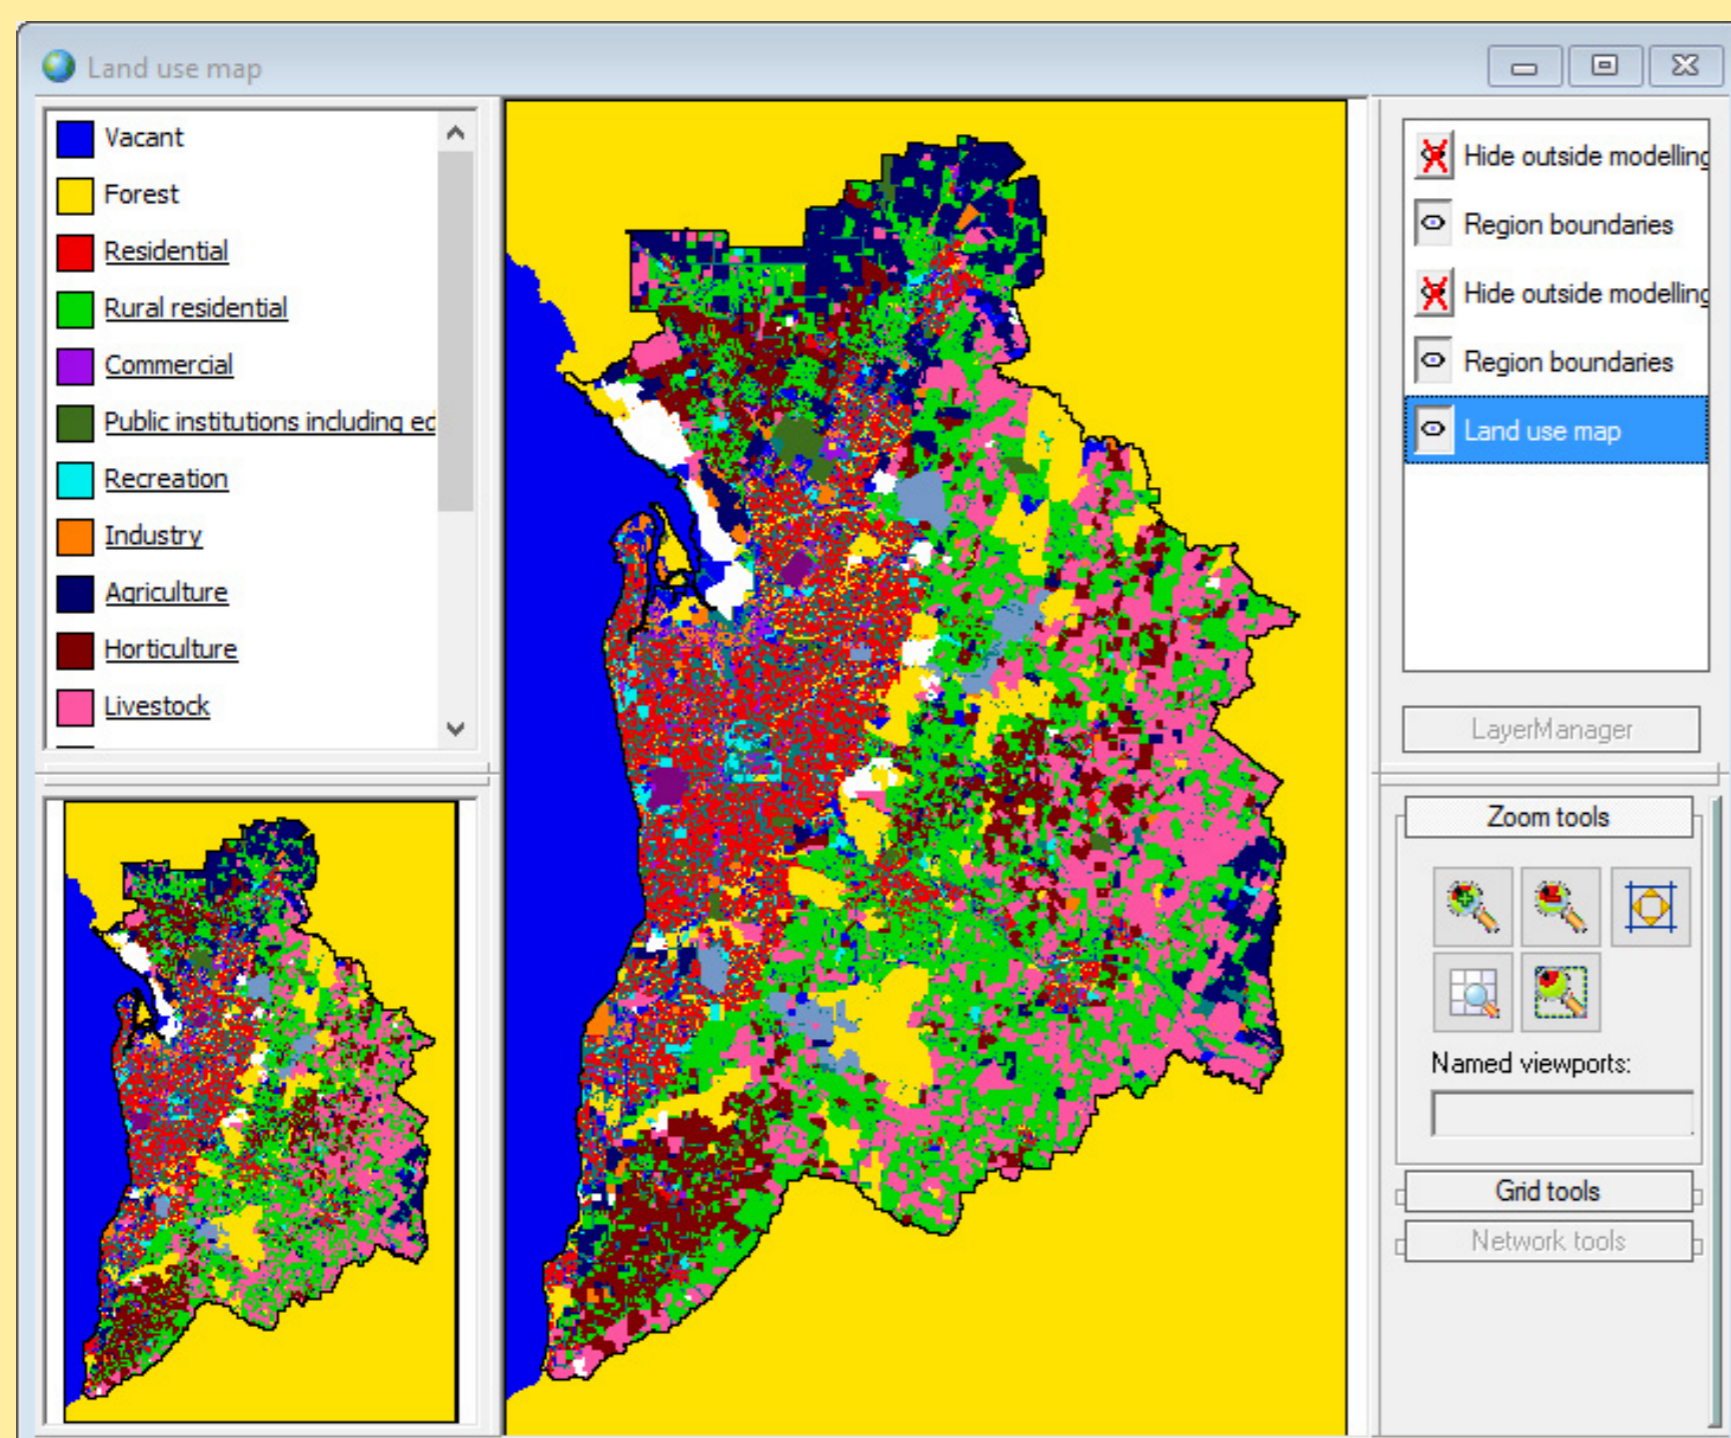 Land use map
Vacant
Forest
Residential
Rural residential
Commercial
Public institutions including ed
Recreation
Industry
Agriculture
Horticulture
Livestock
Hide outside modelling
Region boundaries
Hide outside modelling
Region boundaries
Land use map
LayerManager
Zoom tools
Named viewports:
Grid tools
Network tools